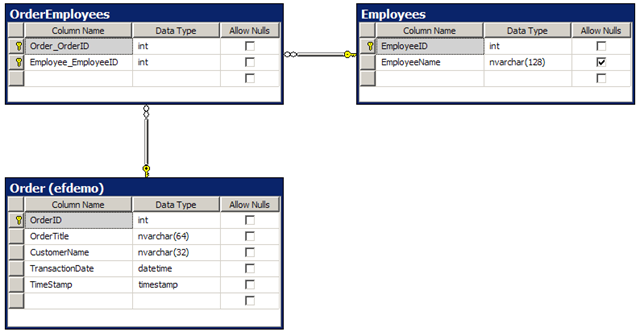 OrderEmployees
Column Name Data Type Allow Nulls
Order_OrderID int
Employee_EmployeeID int
Employees
Column Name Data Type Allow Nulls
EmployeeID int
EmployeeName nvarchar(128)
Order (efdemo)
Column Name Data Type Allow Nulls
OrderID int
OrderTitle nvarchar(64)
CustomerName nvarchar(32)
TransactionDate datetime
TimeStamp timestamp